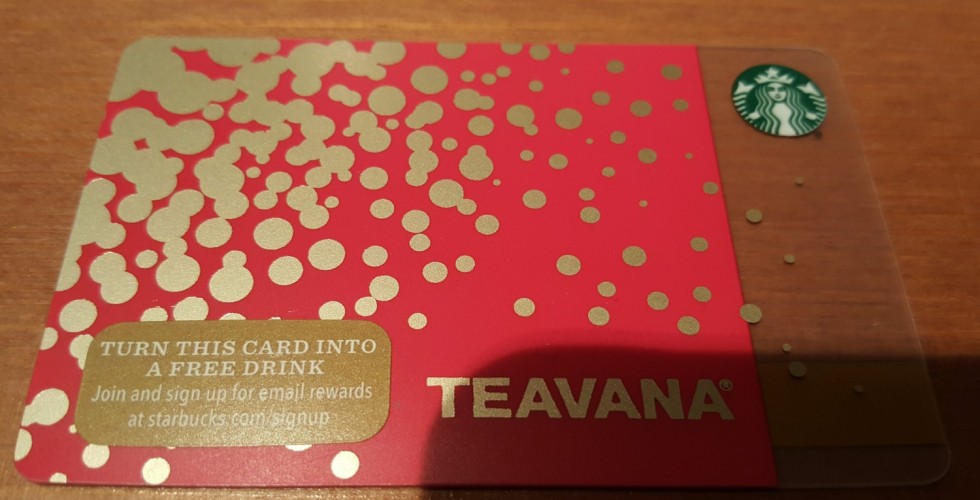 TURN THIS CARD INTO
A FREE DRINK
Join and sign up for email rewards
at starbucks.com/signup
TEAVANA®